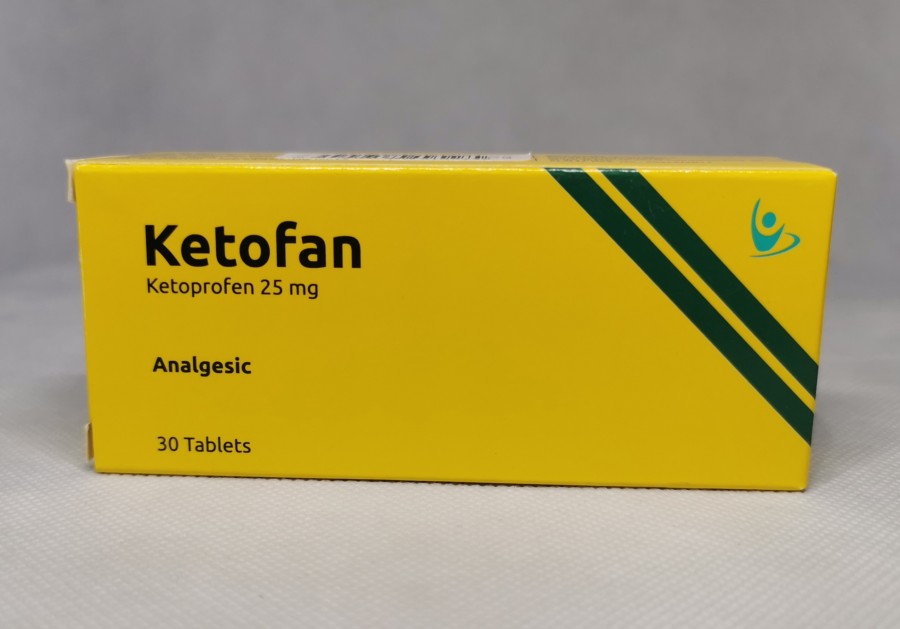 Ketofan
Ketoprofen 25 mg
Analgesic
30 Tablets